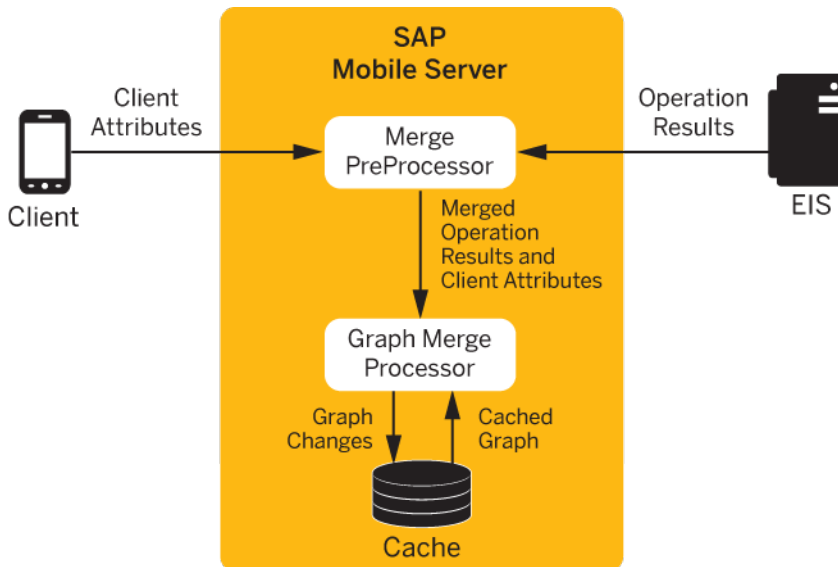 SAP
Mobile Server
Client
Attributes
Operation
Results
Merge
PreProcessor
Client
EIS
Merged
Operation
Results and
Client Attributes
Graph Merge
Processor
Graph
Changes
Cached
Graph
Cache